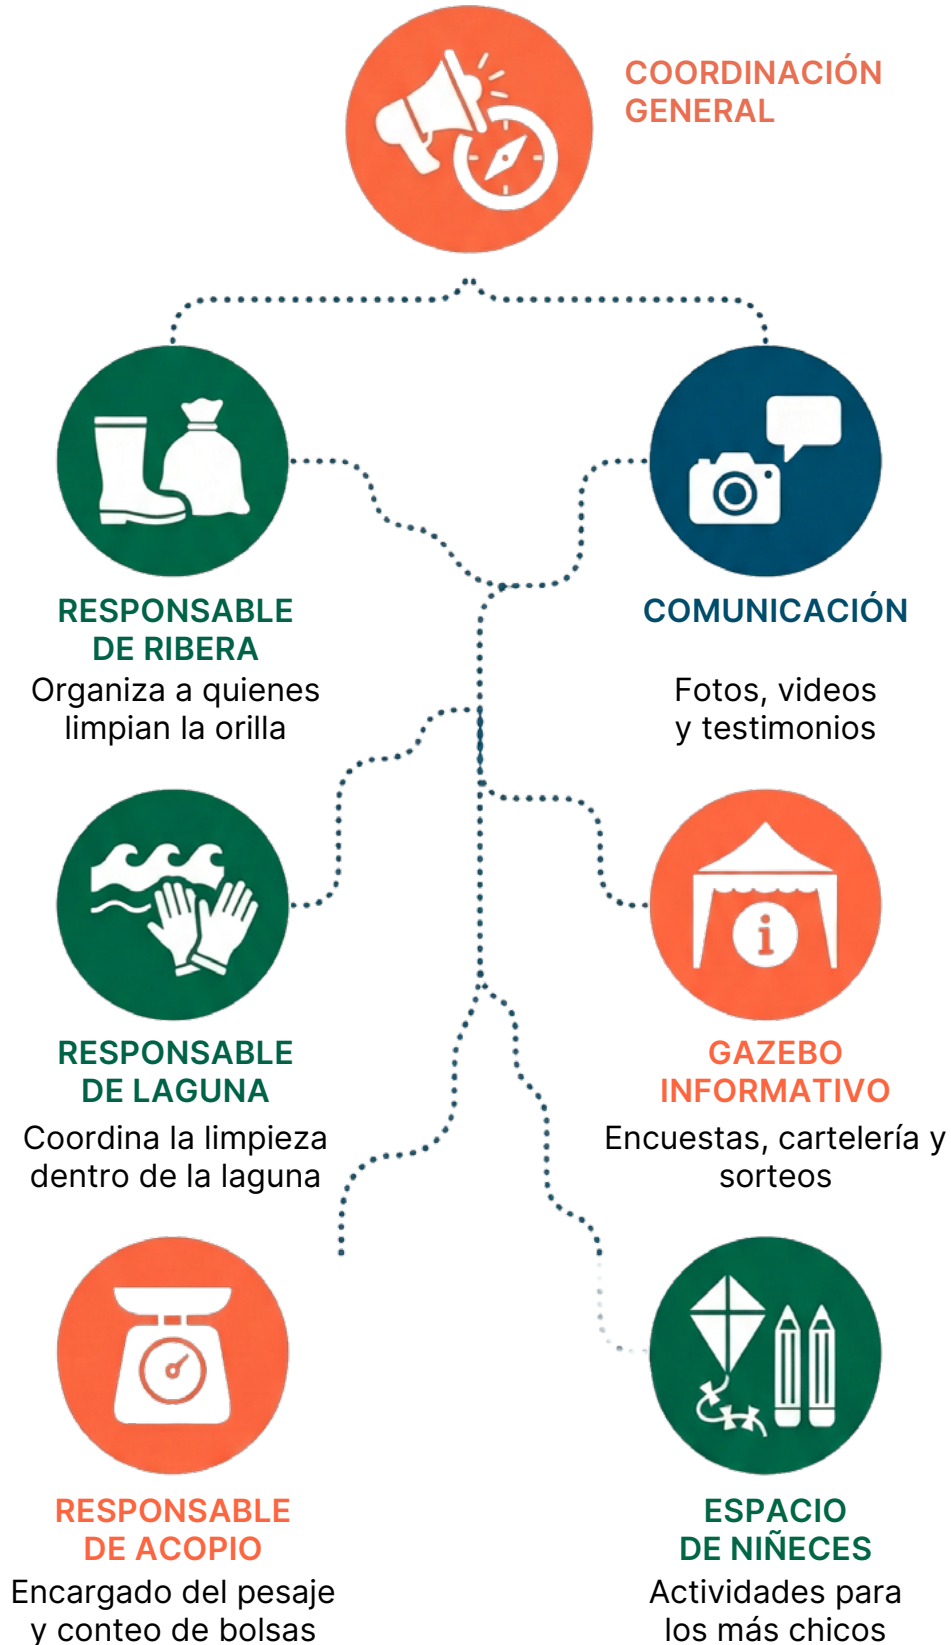 COORDINACIÓN
GENERAL
RESPONSABLE
DE RIBERA
Organiza a quienes
limpian la orilla
COMUNICACIÓN
Fotos, videos
y testimonios
RESPONSABLE
DE LAGUNA
Coordina la limpieza
dentro de la laguna
i
GAZEBO
INFORMATIVO
Encuestas, cartelería y
sorteos
RESPONSABLE
DE ACOPIO
Encargado del pesaje
y conteo de bolsas
ESPACIO
DE NIÑECES
Actividades para
los más chicos